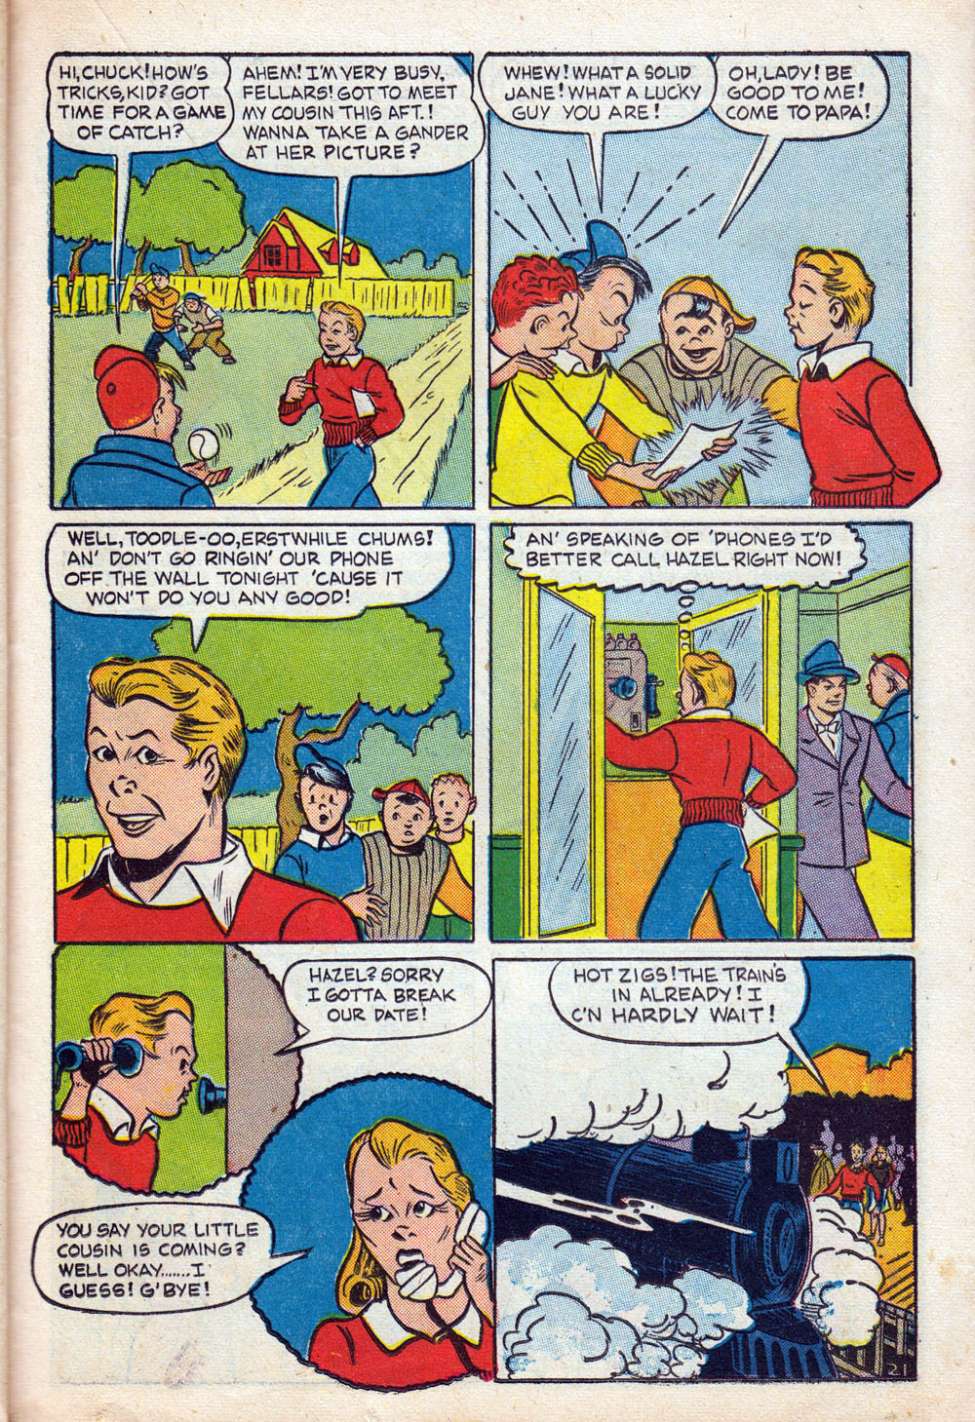 HI, CHUCK! HOW'S
TRICKS, KID? GOT
TIME FOR A GAME
OF CATCH?
AHEM! I'M VERY BUSY,
FELLARS! GOT TO MEET
MY COUSIN THIS AFT.!
WANNA TAKE A GANDER
AT HER PICTURE?
WHEW! WHAT A SOLID
JANE! WHAT A LUCKY
GUY YOU ARE!
OH, LADY! BE
GOOD TO ME!
COME TO PAPA!
WELL, TOODLE-OO, ERSTWHILE CHUMS!
AN' DON'T GO RINGIN' OUR PHONE
OFF THE WALL TONIGHT 'CAUSE IT
WON'T DO YOU ANY GOOD!
AN' SPEAKING OF 'PHONES I'D
BETTER CALL HAZEL RIGHT NOW!
HAZEL? SORRY
I GOTTA BREAK
OUR DATE!
YOU SAY YOUR LITTLE
COUSIN IS COMING?
WELL OKAY.......I
GUESS! G'BYE!
HOT ZIGS! THE TRAIN'S
IN ALREADY! I
C'N HARDLY WAIT!
21